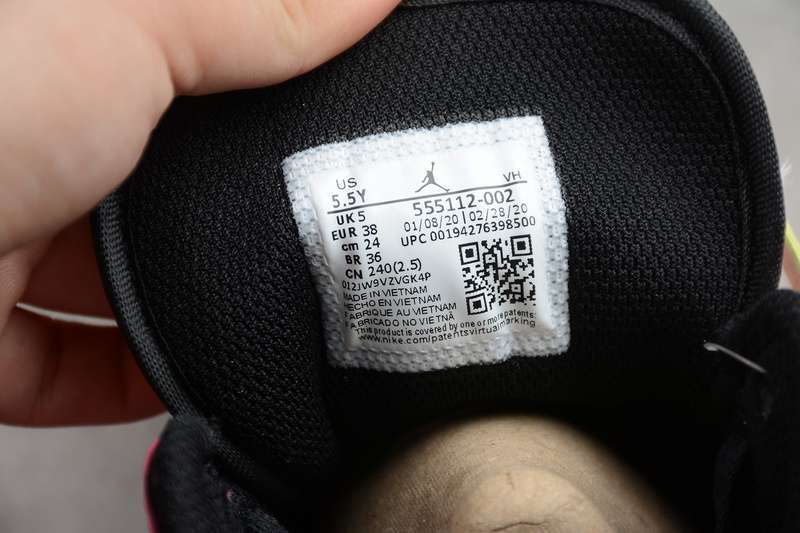 US
5.5Y
VH
UK 5
555112-002
EUR 38
01/08/20 | 02/28/20
cm 24
UPC 00194276398500
BR 36
CN 240(2.5)
012JW9VZVGK4P
MADE IN VIETNAM
HECHO EN VIETNAM
FABRIQUE AU VIETNAM
FABRICADO NO VIETNÃ
This product is covered by one or more patents:
www.nike.com/patentsvirtualmarking